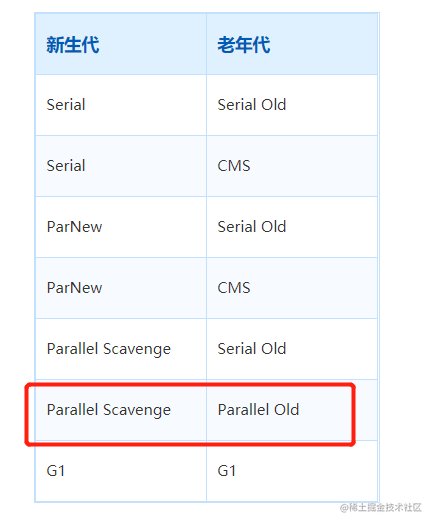 新生代 老年代
Serial Serial Old
Serial CMS
ParNew Serial Old
ParNew CMS
Parallel Scavenge Serial Old
Parallel Scavenge Parallel Old
G1 G1
@稀土掘金技术社区